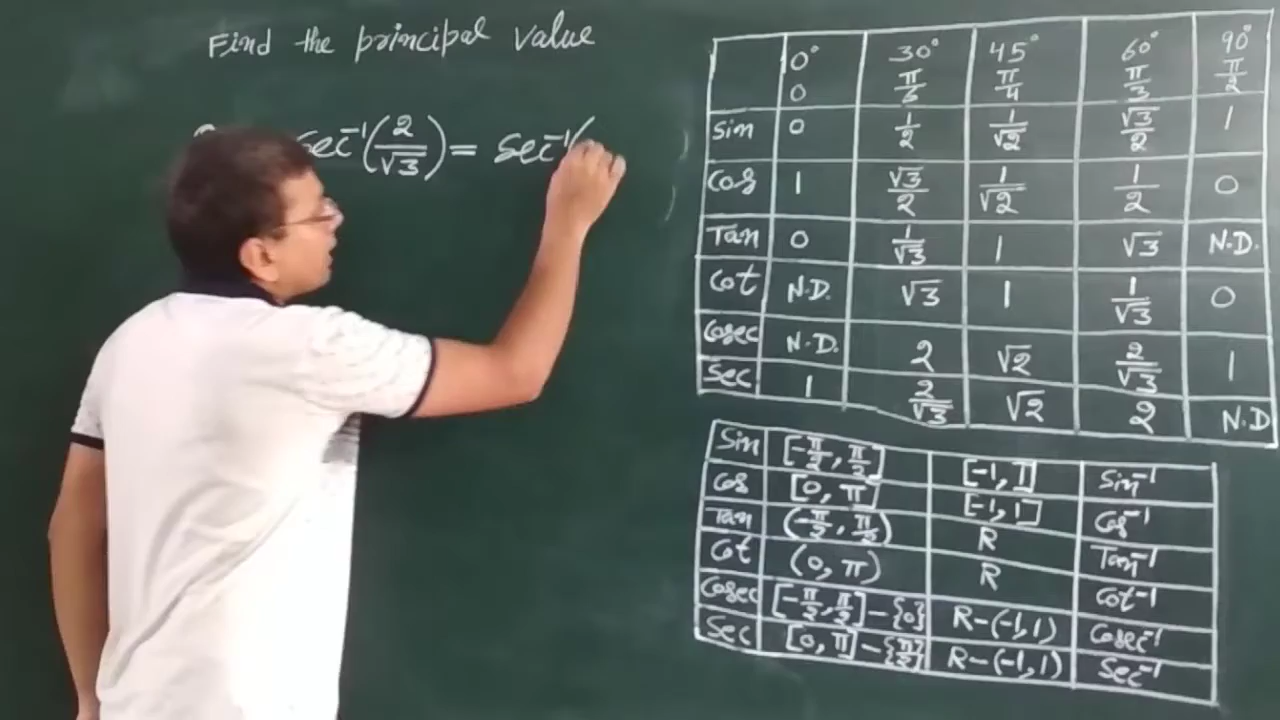 Find the principal value
sec⁻¹(2/√3) = sec⁻¹(
0° 30° 45° 60° 90°
0 π/6 π/4 π/3 π/2
Sin 0 1/2 1/√2 √3/2 1
Cos 1 √3/2 1/√2 1/2 0
Tan 0 1/√3 1 √3 N.D.
Cot N.D. √3 1 1/√3 0
Cosec N.D. 2 √2 2/√3 1
Sec 1 2/√3 √2 2 N.D
Sin [-π/2, π/2] [-1, 1] Sin⁻¹
Cos [0, π] [-1, 1] Cos⁻¹
Tan (-π/2, π/2) R Tan⁻¹
Cot (0, π) R Cot⁻¹
Cosec [-π/2, π/2] - {0} R-(-1,1) Cosec⁻¹
Sec [0, π] - {π/2} R-(-1,1) Sec⁻¹